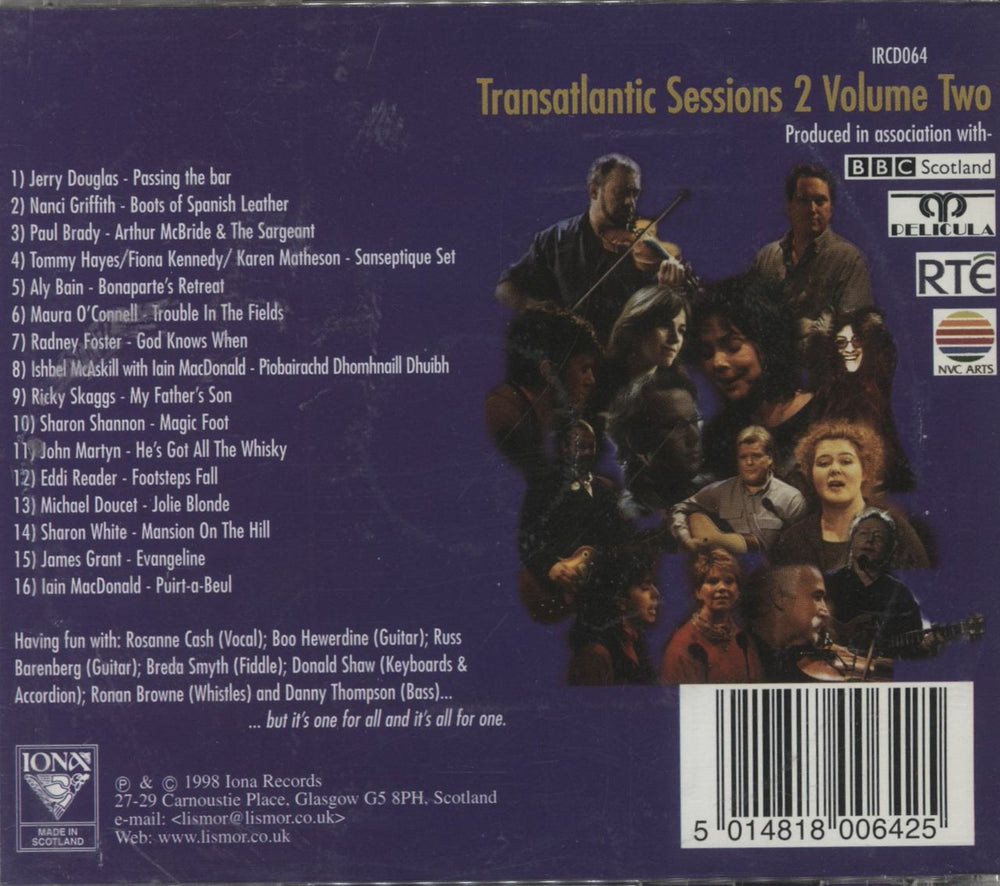 IRCD064
Transatlantic Sessions 2 Volume Two
Produced in association with-
BBC Scotland
PELICULA
RTÉ
NVC ARTS
1) Jerry Douglas - Passing the bar
2) Nanci Griffith - Boots of Spanish Leather
3) Paul Brady - Arthur McBride & The Sargeant
4) Tommy Hayes/Fiona Kennedy/ Karen Matheson - Sanseptique Set
5) Aly Bain - Bonaparte's Retreat
6) Maura O'Connell - Trouble In The Fields
7) Radney Foster - God Knows When
8) Ishbel McAskill with Iain MacDonald - Piobairachd Dhomhnaill Dhuibh
9) Ricky Skaggs - My Father's Son
10) Sharon Shannon - Magic Foot
11) John Martyn - He's Got All The Whisky
12) Eddi Reader - Footsteps Fall
13) Michael Doucet - Jolie Blonde
14) Sharon White - Mansion On The Hill
15) James Grant - Evangeline
16) Iain MacDonald - Puirt-a-Beul
Having fun with: Rosanne Cash (Vocal); Boo Hewerdine (Guitar); Russ
Barenberg (Guitar); Breda Smyth (Fiddle); Donald Shaw (Keyboards &
Accordion); Ronan Browne (Whistles) and Danny Thompson (Bass)...
... but it's one for all and it's all for one.
IONA
MADE IN
SCOTLAND
℗ & © 1998 Iona Records
27-29 Carnoustie Place, Glasgow G5 8PH, Scotland
e-mail: <lismor@lismor.co.uk>
Web: www.lismor.co.uk
5 014818 006425